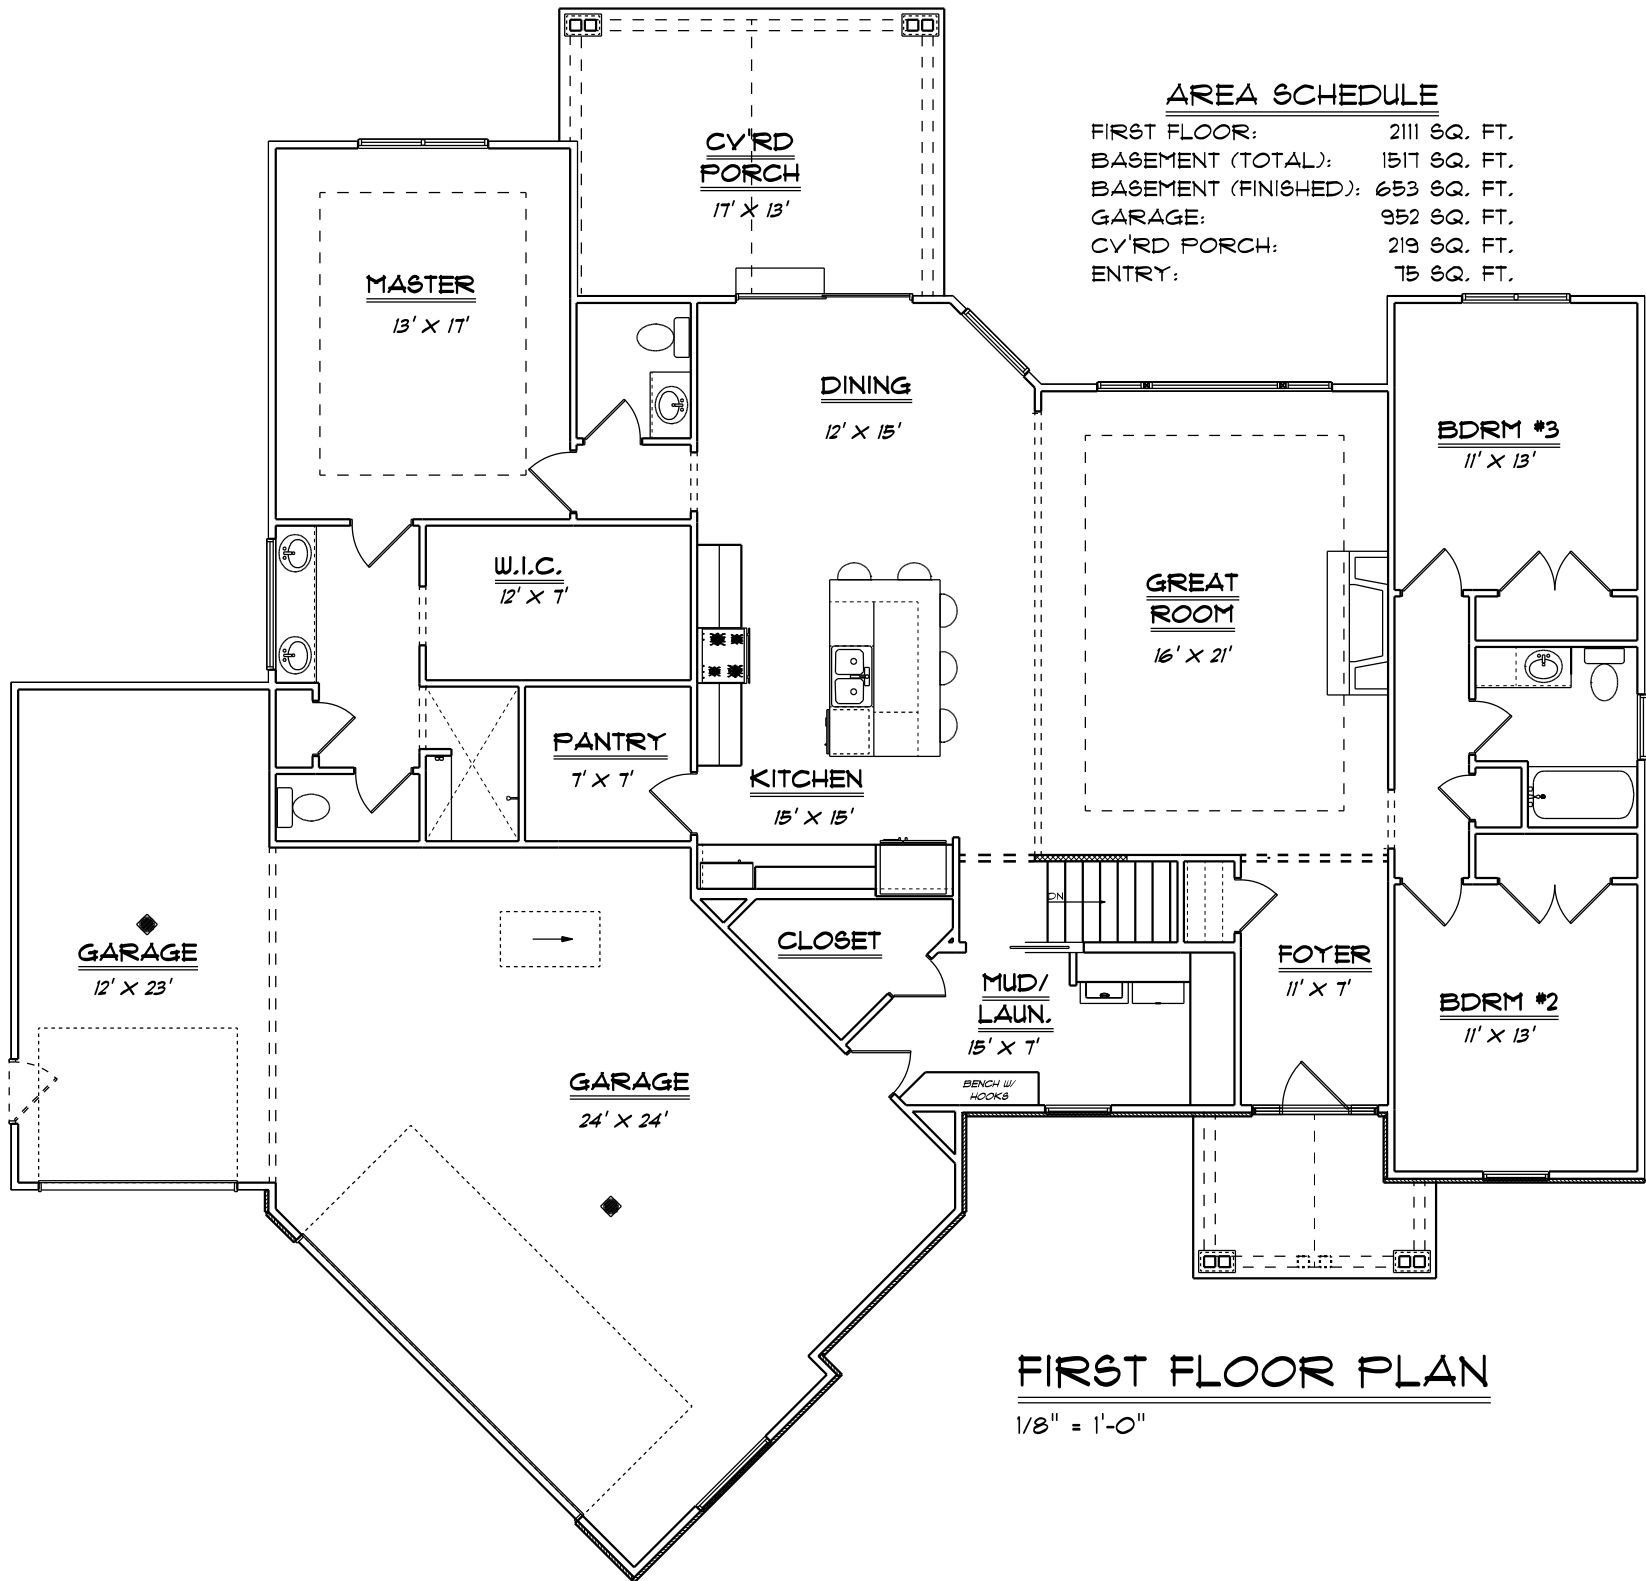 AREA SCHEDULE
FIRST FLOOR: 2111 SQ. FT.
BASEMENT (TOTAL): 1517 SQ. FT.
BASEMENT (FINISHED): 653 SQ. FT.
GARAGE: 952 SQ. FT.
CV'RD PORCH: 219 SQ. FT.
ENTRY: 75 SQ. FT.
CV'RD
PORCH
17' X 13'
MASTER
13' X 17'
DINING
12' X 15'
BDRM #3
11' X 13'
W.I.C.
12' X 7'
GREAT
ROOM
16' X 21'
PANTRY
7' X 7'
KITCHEN
15' X 15'
DN
GARAGE
12' X 23'
CLOSET
FOYER
11' X 7'
MUD/
LAUN.
15' X 7'
BDRM #2
11' X 13'
GARAGE
24' X 24'
BENCH W/
HOOKS
FIRST FLOOR PLAN
1/8" = 1'-0"